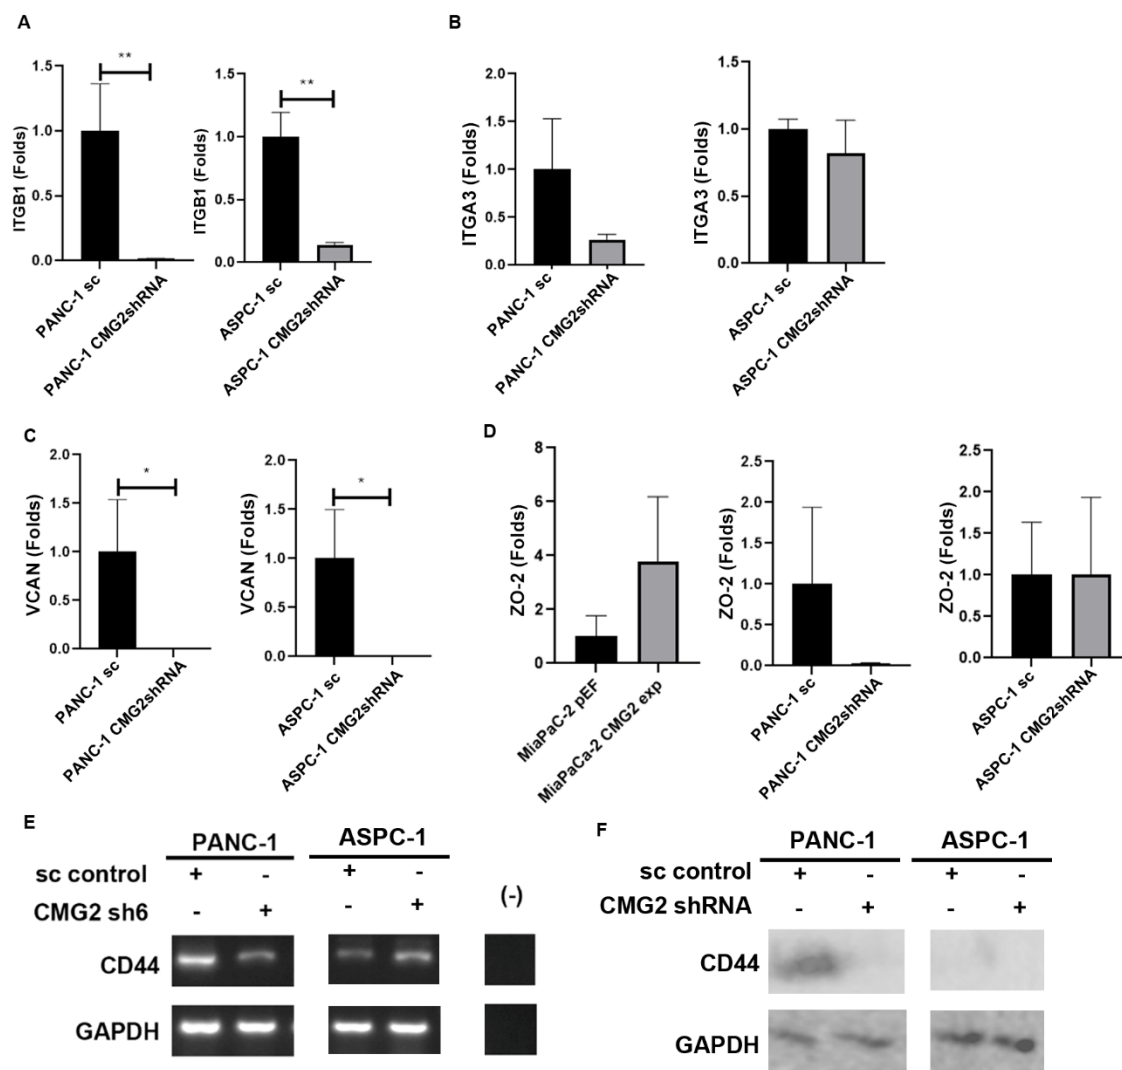 A
ITGB1 (Folds)
1.5
1.0
0.5
0.0
**
PANC-1 sc
PANC-1 CMG2shRNA
ITGB1 (Folds)
1.5
1.0
0.5
0.0
**
ASPC-1 sc
ASPC-1 CMG2shRNA
B
ITGA3 (Folds)
2.0
1.5
1.0
0.5
0.0
PANC-1 sc
PANC-1 CMG2shRNA
ITGA3 (Folds)
1.5
1.0
0.5
0.0
ASPC-1 sc
ASPC-1 CMG2shRNA
C
VCAN (Folds)
2.0
1.5
1.0
0.5
0.0
*
PANC-1 sc
PANC-1 CMG2shRNA
VCAN (Folds)
2.0
1.5
1.0
0.5
0.0
*
ASPC-1 sc
ASPC-1 CMG2shRNA
D
ZO-2 (Folds)
8
6
4
2
0
MiaPaC-2 pEF
MiaPaCa-2 CMG2 exp
ZO-2 (Folds)
2.5
2.0
1.5
1.0
0.5
0.0
PANC-1 sc
PANC-1 CMG2shRNA
ZO-2 (Folds)
2.5
2.0
1.5
1.0
0.5
0.0
ASPC-1 sc
ASPC-1 CMG2shRNA
E
PANC-1 ASPC-1
sc control + - + -
CMG2 sh6 - + - + (-)
CD44
GAPDH
F
PANC-1 ASPC-1
sc control + - + -
CMG2 shRNA - + - +
CD44
GAPDH